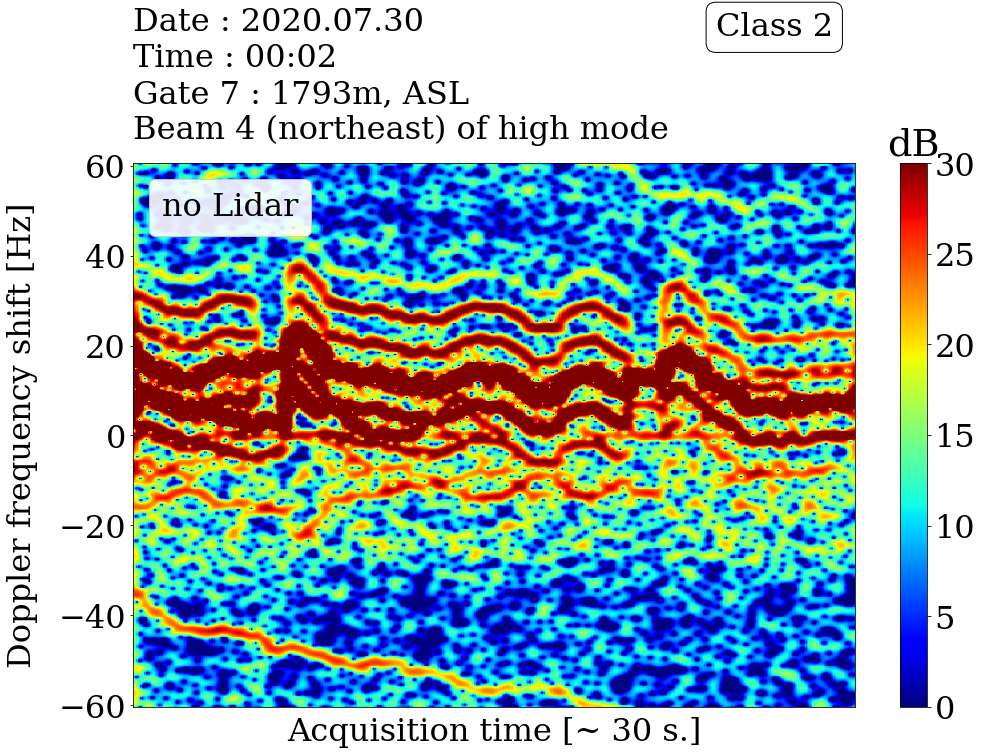 Date : 2020.07.30
Time : 00:02
Gate 7 : 1793m, ASL
Beam 4 (northeast) of high mode
Class 2
no Lidar
dB
60
40
20
0
−20
−40
−60
Doppler frequency shift [Hz]
Acquisition time [~ 30 s.]
30
25
20
15
10
5
0